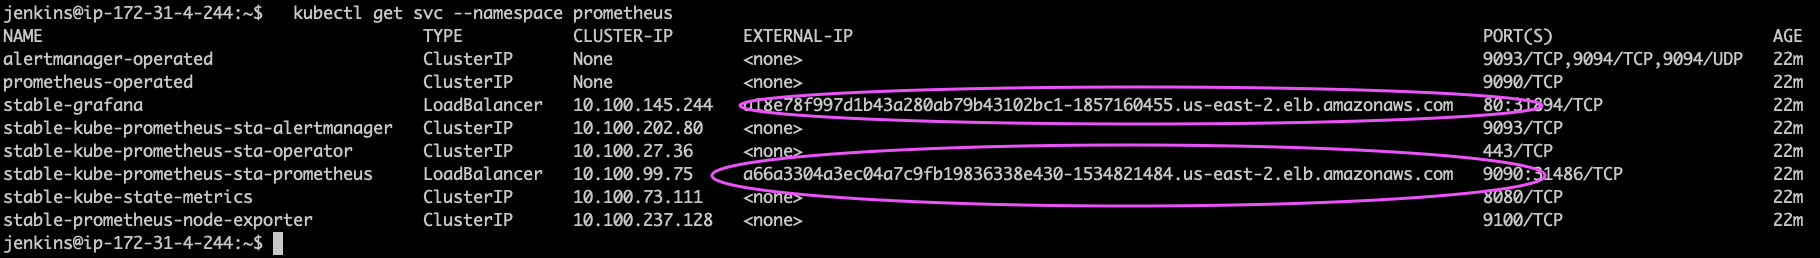 jenkins@ip-172-31-4-244:~$   kubectl get svc --namespace prometheus
NAME TYPE CLUSTER-IP EXTERNAL-IP PORT(S) AGE
alertmanager-operated ClusterIP None <none> 9093/TCP,9094/TCP,9094/UDP 22m
prometheus-operated ClusterIP None <none> 9090/TCP 22m
stable-grafana LoadBalancer 10.100.145.244 a18e78f997d1b43a280ab79b43102bc1-1857160455.us-east-2.elb.amazonaws.com 80:31894/TCP 22m
stable-kube-prometheus-sta-alertmanager ClusterIP 10.100.202.80 <none> 9093/TCP 22m
stable-kube-prometheus-sta-operator ClusterIP 10.100.27.36 <none> 443/TCP 22m
stable-kube-prometheus-sta-prometheus LoadBalancer 10.100.99.75 a66a3304a3ec04a7c9fb19836338e430-1534821484.us-east-2.elb.amazonaws.com 9090:31486/TCP 22m
stable-kube-state-metrics ClusterIP 10.100.73.111 <none> 8080/TCP 22m
stable-prometheus-node-exporter ClusterIP 10.100.237.128 <none> 9100/TCP 22m
jenkins@ip-172-31-4-244:~$